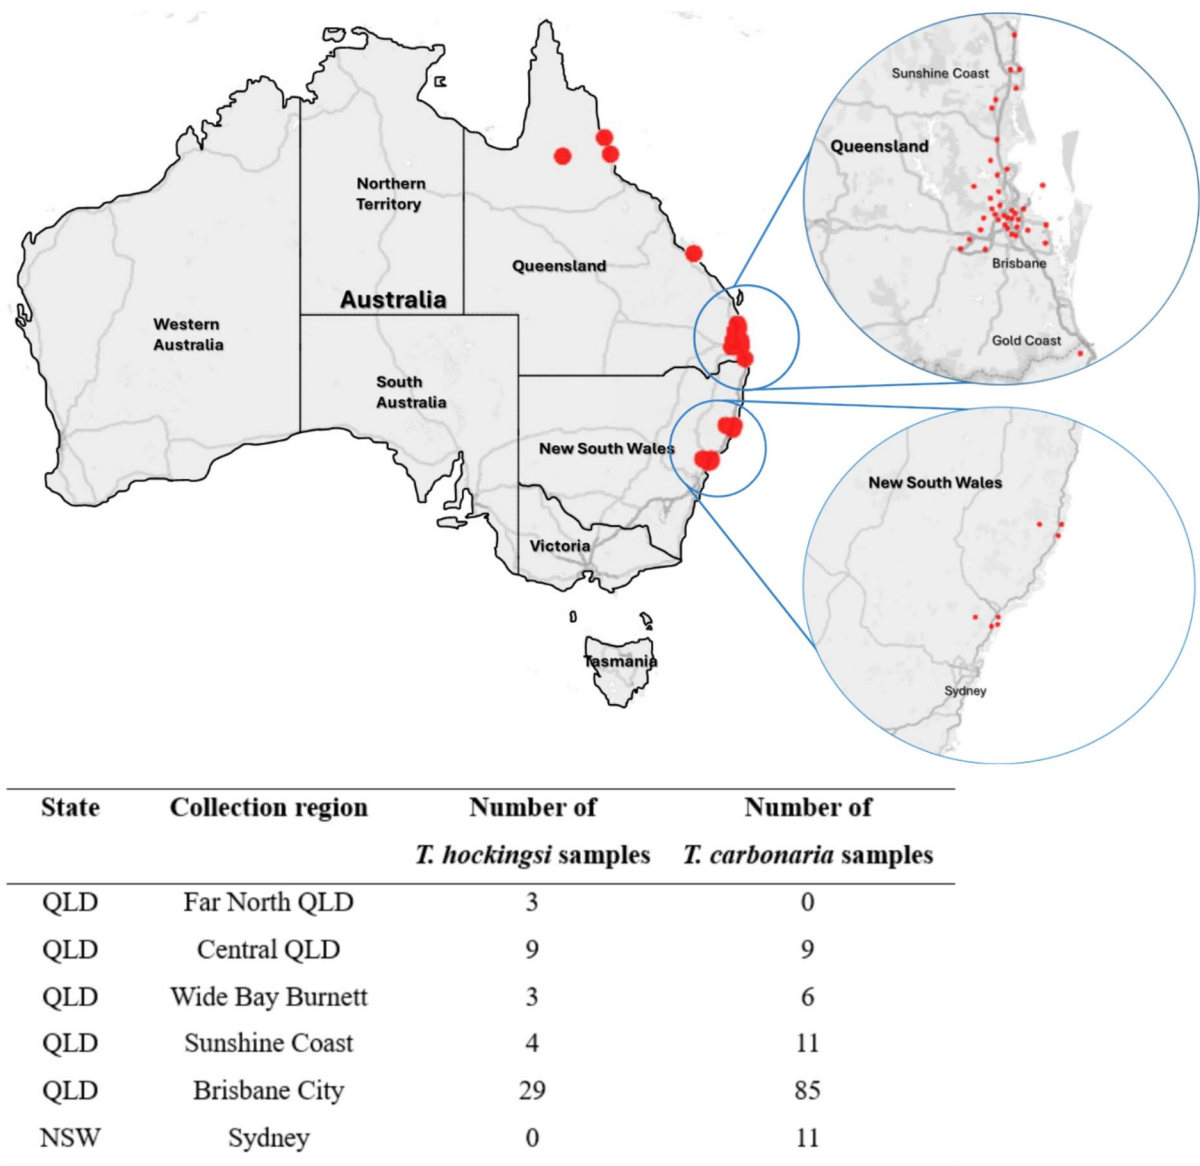 Northern
Territory
Queensland
Australia
Western
Australia
South
Australia
New South Wales
Victoria
Tasmania
Sunshine Coast
Queensland
Brisbane
Gold Coast
New South Wales
Sydney
State Collection region Number of Number of
T. hockingsi samples T. carbonaria samples
QLD Far North QLD 3 0
QLD Central QLD 9 9
QLD Wide Bay Burnett 3 6
QLD Sunshine Coast 4 11
QLD Brisbane City 29 85
NSW Sydney 0 11